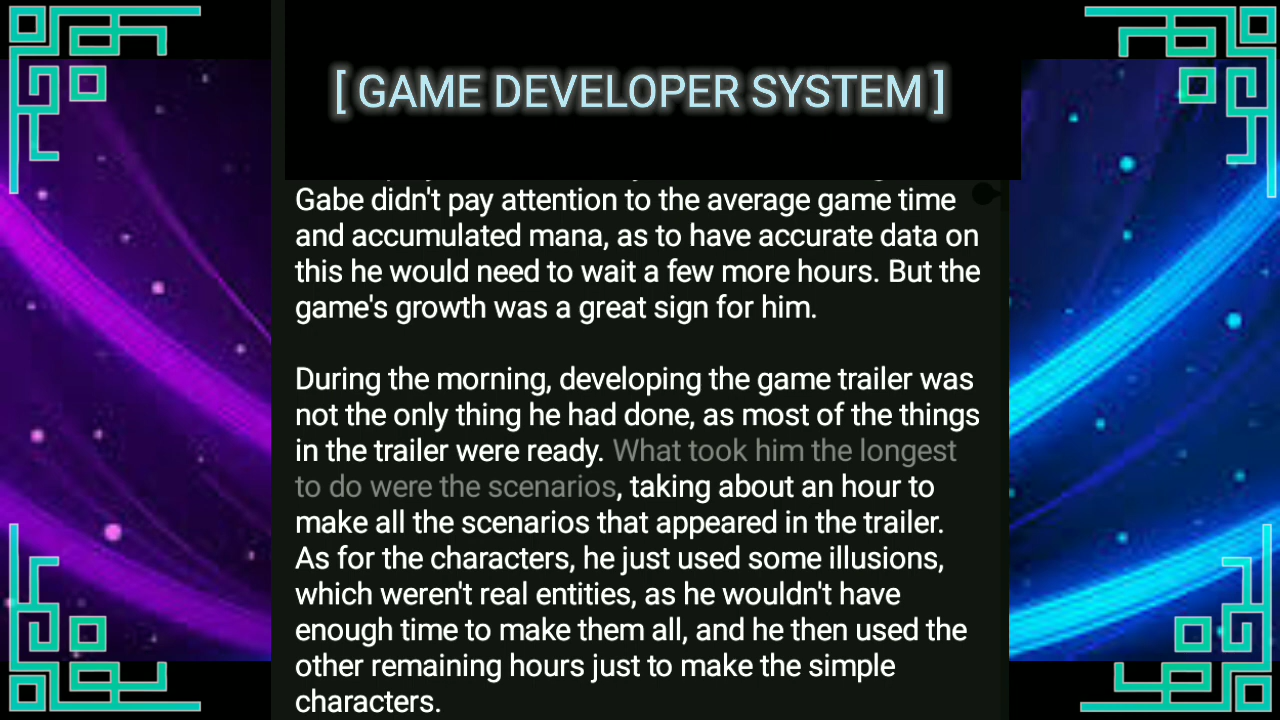 [ GAME DEVELOPER SYSTEM ]
Gabe didn't pay attention to the average game time
and accumulated mana, as to have accurate data on
this he would need to wait a few more hours. But the
game's growth was a great sign for him.
During the morning, developing the game trailer was
not the only thing he had done, as most of the things
in the trailer were ready. What took him the longest
to do were the scenarios, taking about an hour to
make all the scenarios that appeared in the trailer.
As for the characters, he just used some illusions,
which weren't real entities, as he wouldn't have
enough time to make them all, and he then used the
other remaining hours just to make the simple
characters.